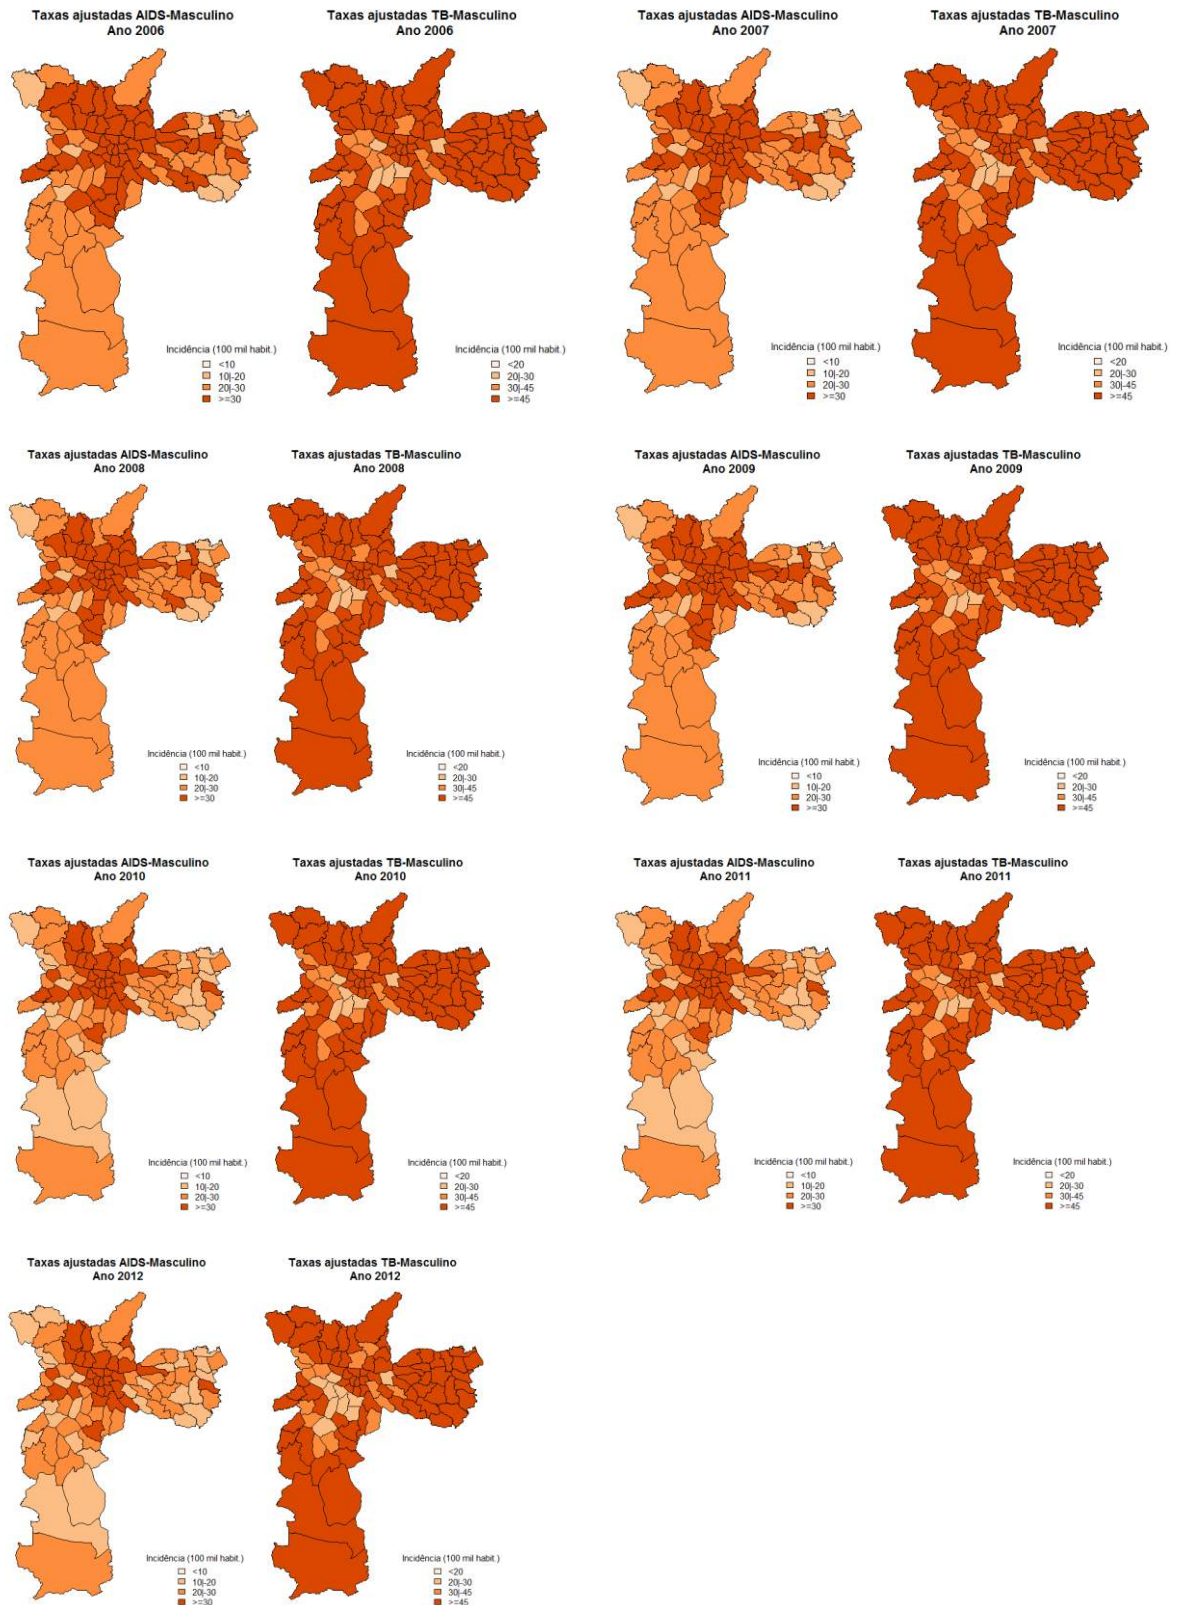 Taxas ajustadas AIDS-Masculino
Ano 2006
Incidência (100 mil habit.)
<10
10|-20
20|-30
>=30
Taxas ajustadas TB-Masculino
Ano 2006
Incidência (100 mil habit.)
<20
20|-30
30|-45
>=45
Taxas ajustadas AIDS-Masculino
Ano 2007
Incidência (100 mil habit.)
<10
10|-20
20|-30
>=30
Taxas ajustadas TB-Masculino
Ano 2007
Incidência (100 mil habit.)
<20
20|-30
30|-45
>=45
Taxas ajustadas AIDS-Masculino
Ano 2008
Incidência (100 mil habit.)
<10
10|-20
20|-30
>=30
Taxas ajustadas TB-Masculino
Ano 2008
Incidência (100 mil habit.)
<20
20|-30
30|-45
>=45
Taxas ajustadas AIDS-Masculino
Ano 2009
Incidência (100 mil habit.)
<10
10|-20
20|-30
>=30
Taxas ajustadas TB-Masculino
Ano 2009
Incidência (100 mil habit.)
<20
20|-30
30|-45
>=45
Taxas ajustadas AIDS-Masculino
Ano 2010
Incidência (100 mil habit.)
<10
10|-20
20|-30
>=30
Taxas ajustadas TB-Masculino
Ano 2010
Incidência (100 mil habit.)
<20
20|-30
30|-45
>=45
Taxas ajustadas AIDS-Masculino
Ano 2011
Incidência (100 mil habit.)
<10
10|-20
20|-30
>=30
Taxas ajustadas TB-Masculino
Ano 2011
Incidência (100 mil habit.)
<20
20|-30
30|-45
>=45
Taxas ajustadas AIDS-Masculino
Ano 2012
Incidência (100 mil habit.)
<10
10|-20
20|-30
>=30
Taxas ajustadas TB-Masculino
Ano 2012
Incidência (100 mil habit.)
<20
20|-30
30|-45
>=45